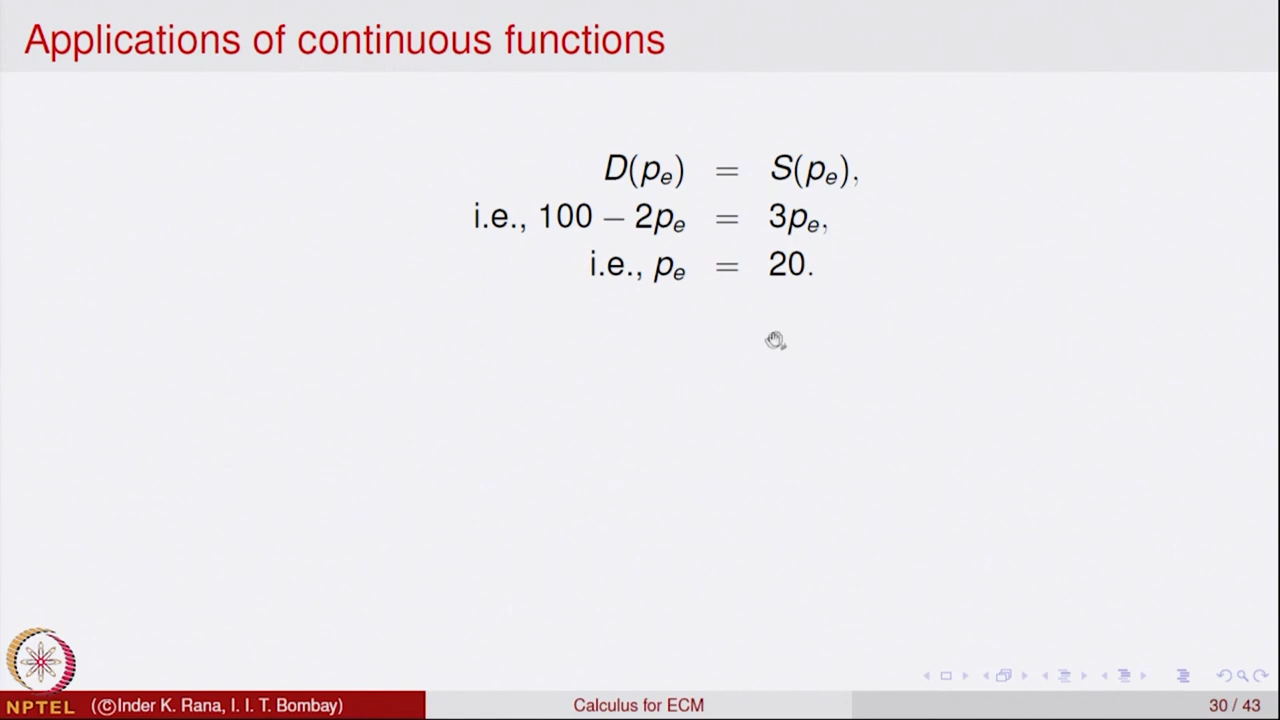 Applications of continuous functions
D(pₑ) = S(pₑ),
i.e., 100 − 2pₑ = 3pₑ,
i.e., pₑ = 20.
NPTEL
(©Inder K. Rana, I. I. T. Bombay)
Calculus for ECM
30 / 43